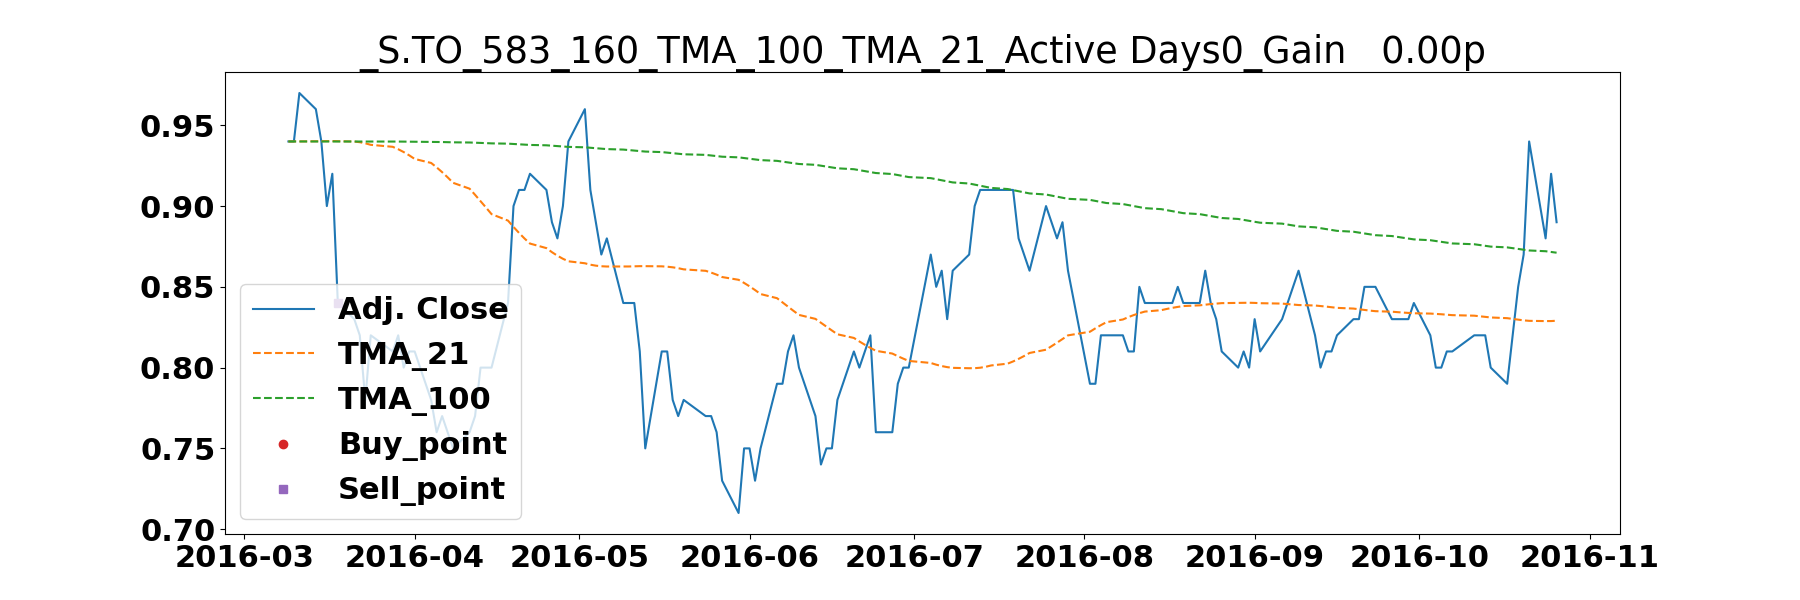 _S.TO_583_160_TMA_100_TMA_21_Active Days0_Gain   0.00p
0.95
0.90
0.85
0.80
0.75
0.70
Adj. Close
TMA_21
TMA_100
Buy_point
Sell_point
2016-03 2016-04 2016-05 2016-06 2016-07 2016-08 2016-09 2016-10 2016-11